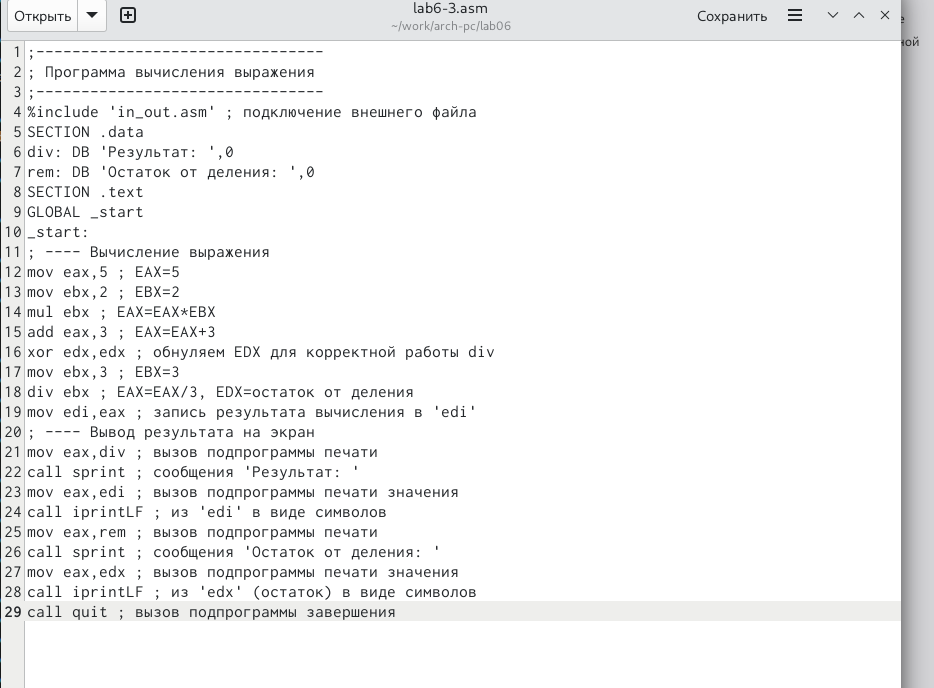 Открыть
lab6-3.asm
~/work/arch-pc/lab06
Сохранить
1 ;--------------------------------
2 ; Программа вычисления выражения
3 ;--------------------------------
4 %include 'in_out.asm' ; подключение внешнего файла
5 SECTION .data
6 div: DB 'Результат: ',0
7 rem: DB 'Остаток от деления: ',0
8 SECTION .text
9 GLOBAL _start
10 _start:
11 ; ---- Вычисление выражения
12 mov eax,5 ; EAX=5
13 mov ebx,2 ; EBX=2
14 mul ebx ; EAX=EAX*EBX
15 add eax,3 ; EAX=EAX+3
16 xor edx,edx ; обнуляем EDX для корректной работы div
17 mov ebx,3 ; EBX=3
18 div ebx ; EAX=EAX/3, EDX=остаток от деления
19 mov edi,eax ; запись результата вычисления в 'edi'
20 ; ---- Вывод результата на экран
21 mov eax,div ; вызов подпрограммы печати
22 call sprint ; сообщения 'Результат: '
23 mov eax,edi ; вызов подпрограммы печати значения
24 call iprintLF ; из 'edi' в виде символов
25 mov eax,rem ; вызов подпрограммы печати
26 call sprint ; сообщения 'Остаток от деления: '
27 mov eax,edx ; вызов подпрограммы печати значения
28 call iprintLF ; из 'edx' (остаток) в виде символов
29 call quit ; вызов подпрограммы завершения